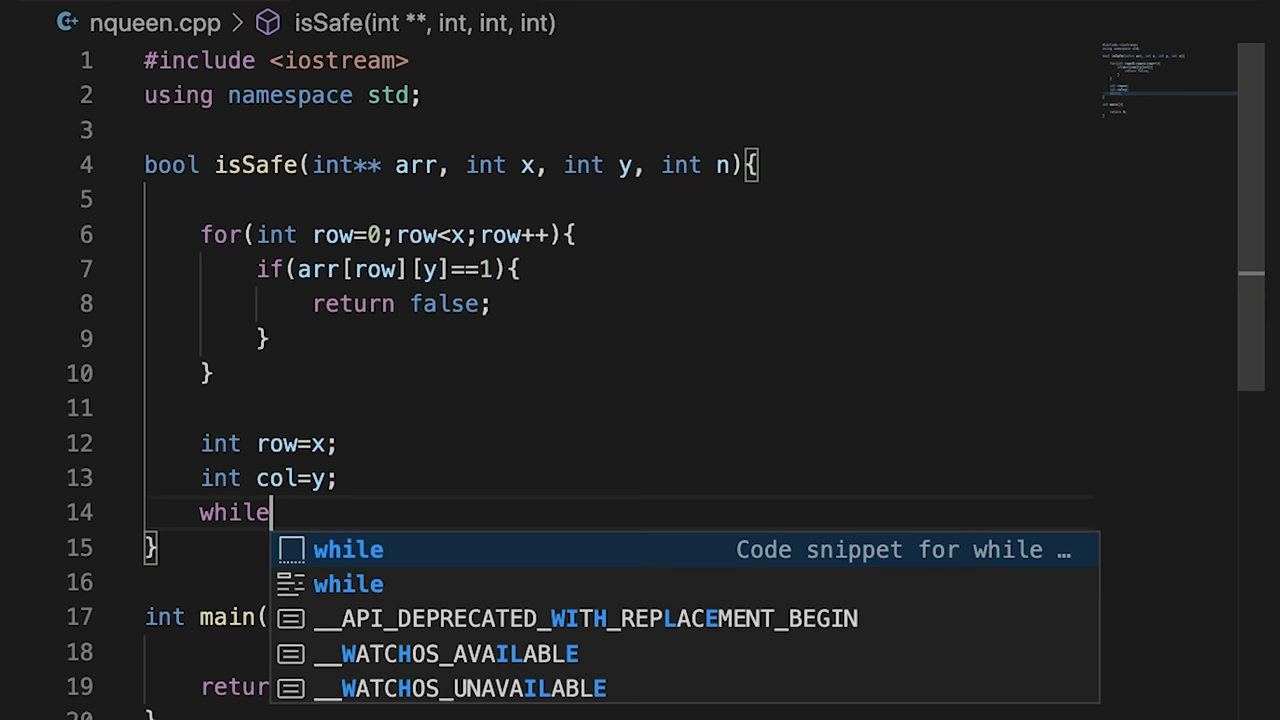 nqueen.cpp > isSafe(int **, int, int, int)
1 #include <iostream>
2 using namespace std;
3
4 bool isSafe(int** arr, int x, int y, int n){
5
6 for(int row=0;row<x;row++){
7 if(arr[row][y]==1){
8 return false;
9 }
10 }
11
12 int row=x;
13 int col=y;
14 while
15 }
while Code snippet for while …
16
while
17 int main(
__API_DEPRECATED_WITH_REPLACEMENT_BEGIN
18
__WATCHOS_AVAILABLE
19 retur
__WATCHOS_UNAVAILABLE
20 }